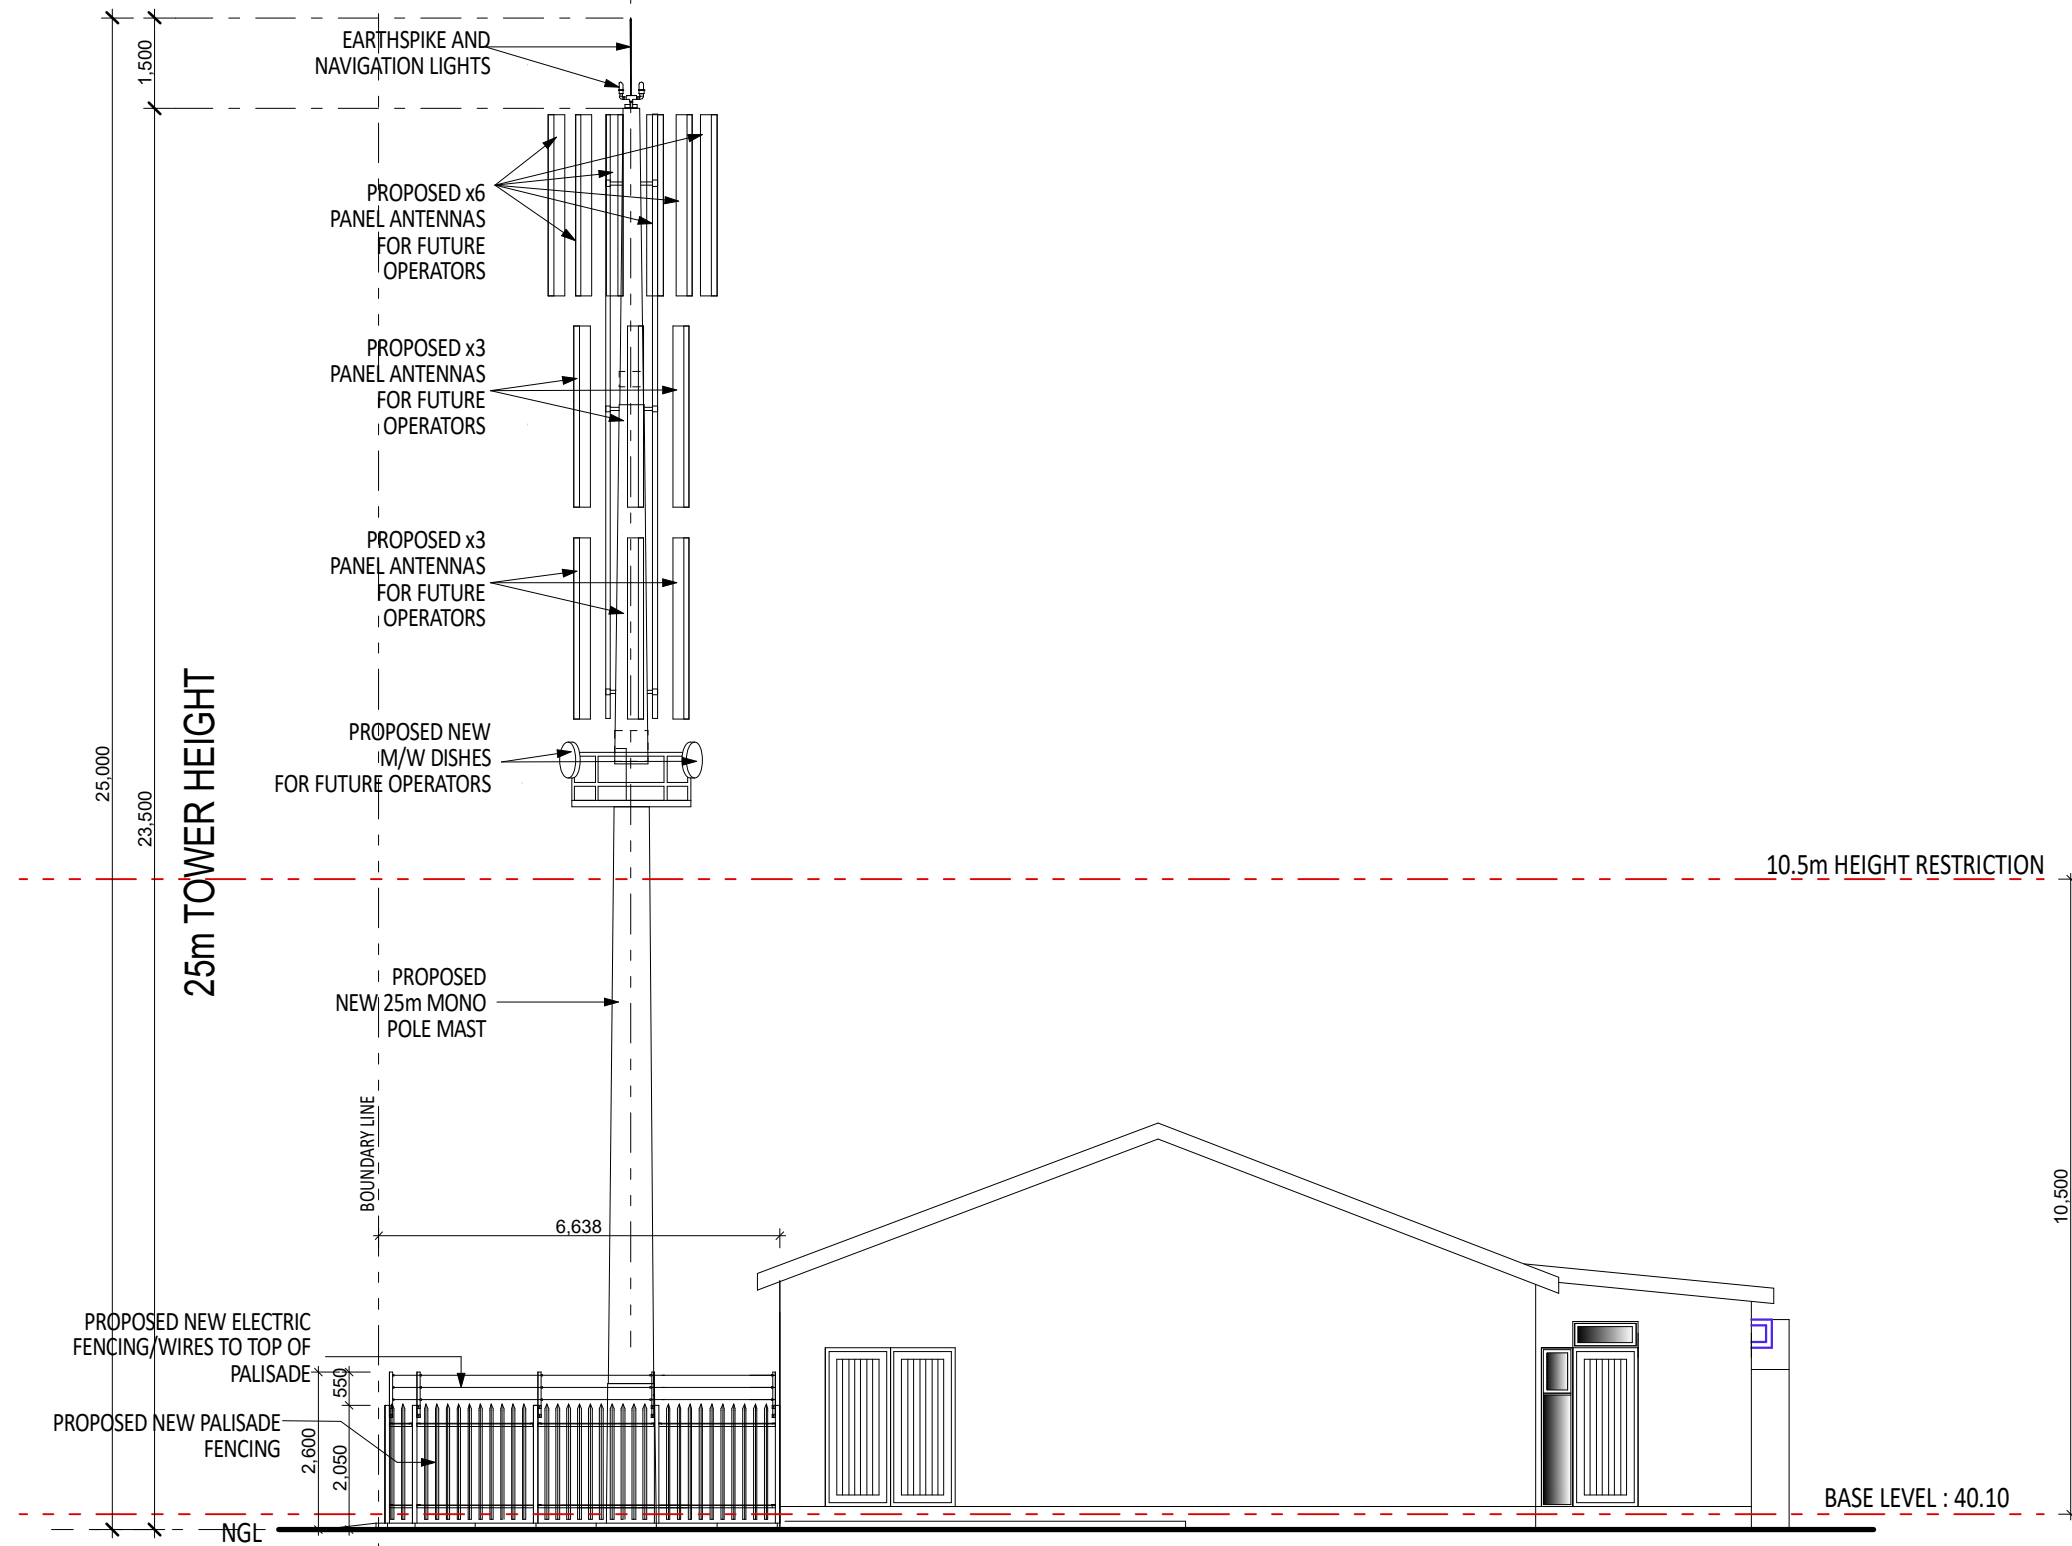 1,500
EARTHSPIKE AND
NAVIGATION LIGHTS
PROPOSED x6
PANEL ANTENNAS
FOR FUTURE
OPERATORS
PROPOSED x3
PANEL ANTENNAS
FOR FUTURE
OPERATORS
PROPOSED x3
PANEL ANTENNAS
FOR FUTURE
OPERATORS
PROPOSED NEW
M/W DISHES
FOR FUTURE OPERATORS
25,000
23,500
25m TOWER HEIGHT
10.5m HEIGHT RESTRICTION
PROPOSED
NEW 25m MONO
POLE MAST
BOUNDARY LINE
6,638
10,500
PROPOSED NEW ELECTRIC
FENCING/WIRES TO TOP OF
PALISADE
550
PROPOSED NEW PALISADE
FENCING
2,600
2,050
BASE LEVEL : 40.10
NGL